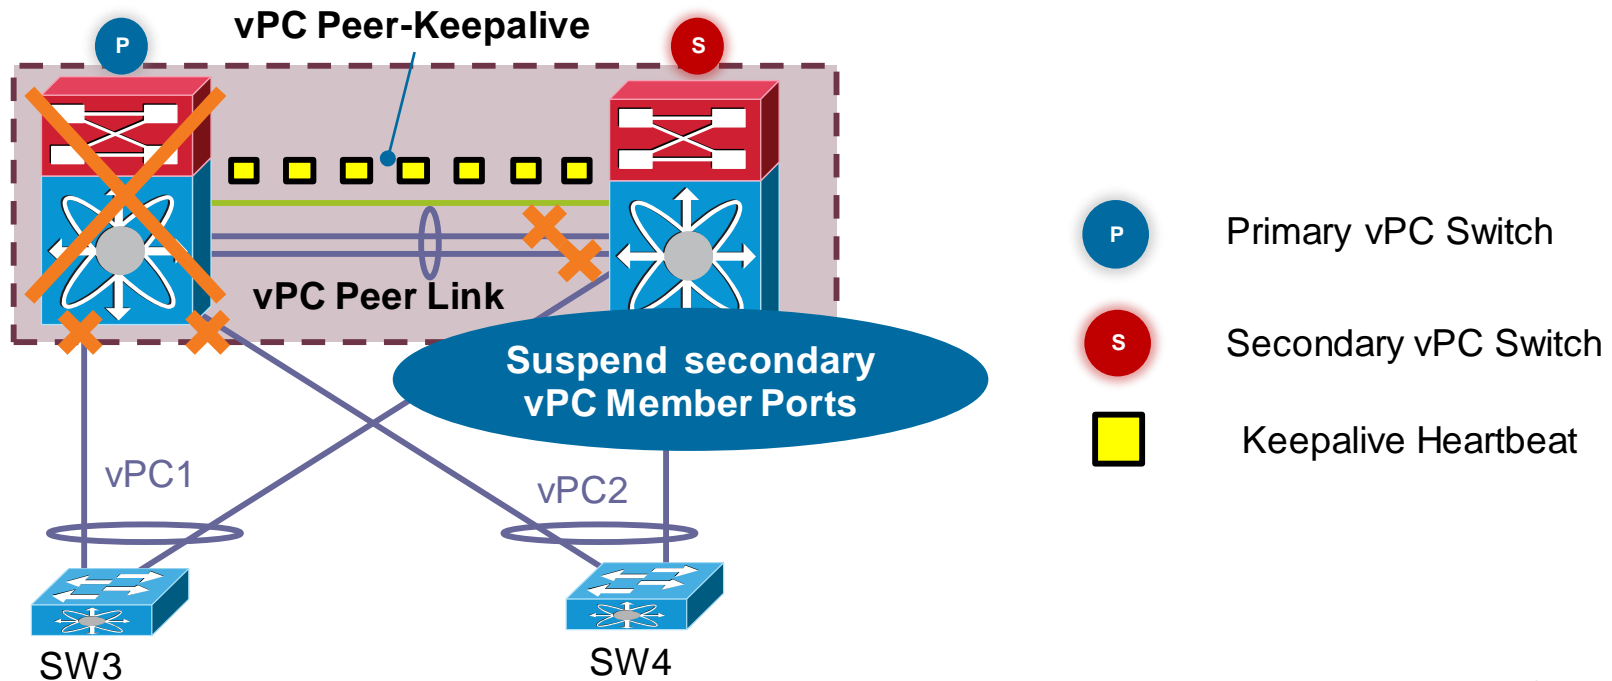 vPC Peer-Keepalive
P
S
vPC Peer Link
Suspend secondary
vPC Member Ports
vPC1
vPC2
SW3
SW4
P
Primary vPC Switch
S
Secondary vPC Switch
Keepalive Heartbeat